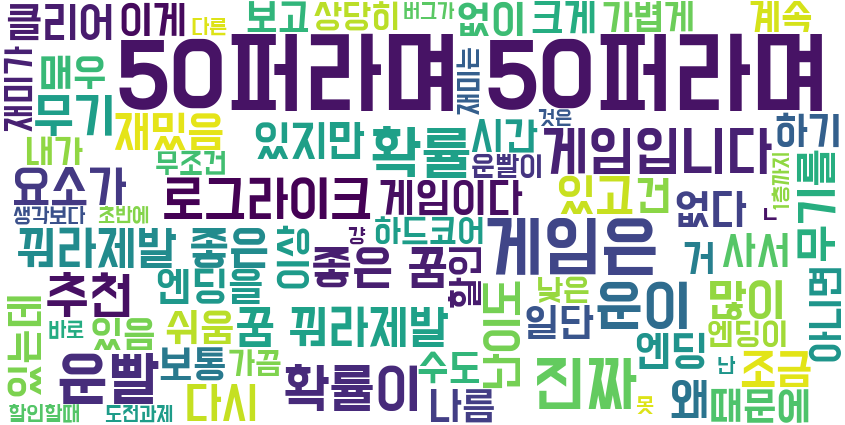 클리어 이게 다른 보고 상당히 버그가 없이 크게 가볍게 계속
재미가 매우 50퍼라며 재미는 50퍼라며
무기 재밌음 있지만 확률 시간 것은 게임입니다 하기
내가 무조건 운빨이 1층까지 무기를
요소가 로그라이크 게임이다 있고 건 없다 ㄴ
생각보다 초반에 갱 하드코어
꿔라제발 좋은 엥 좋은 꿈 게임은 거 사서
추천 엔딩을 할인 낮은 운이 많이 아니면
있는데 바로 있음 쉬움 꿈 꿔라제발 난이도 일단 엔딩이
운빨 보통 가끔 수도 엔딩 난 조금
할인할때 도전과제 다시 확률이 나름 진짜 못 왜 때문에